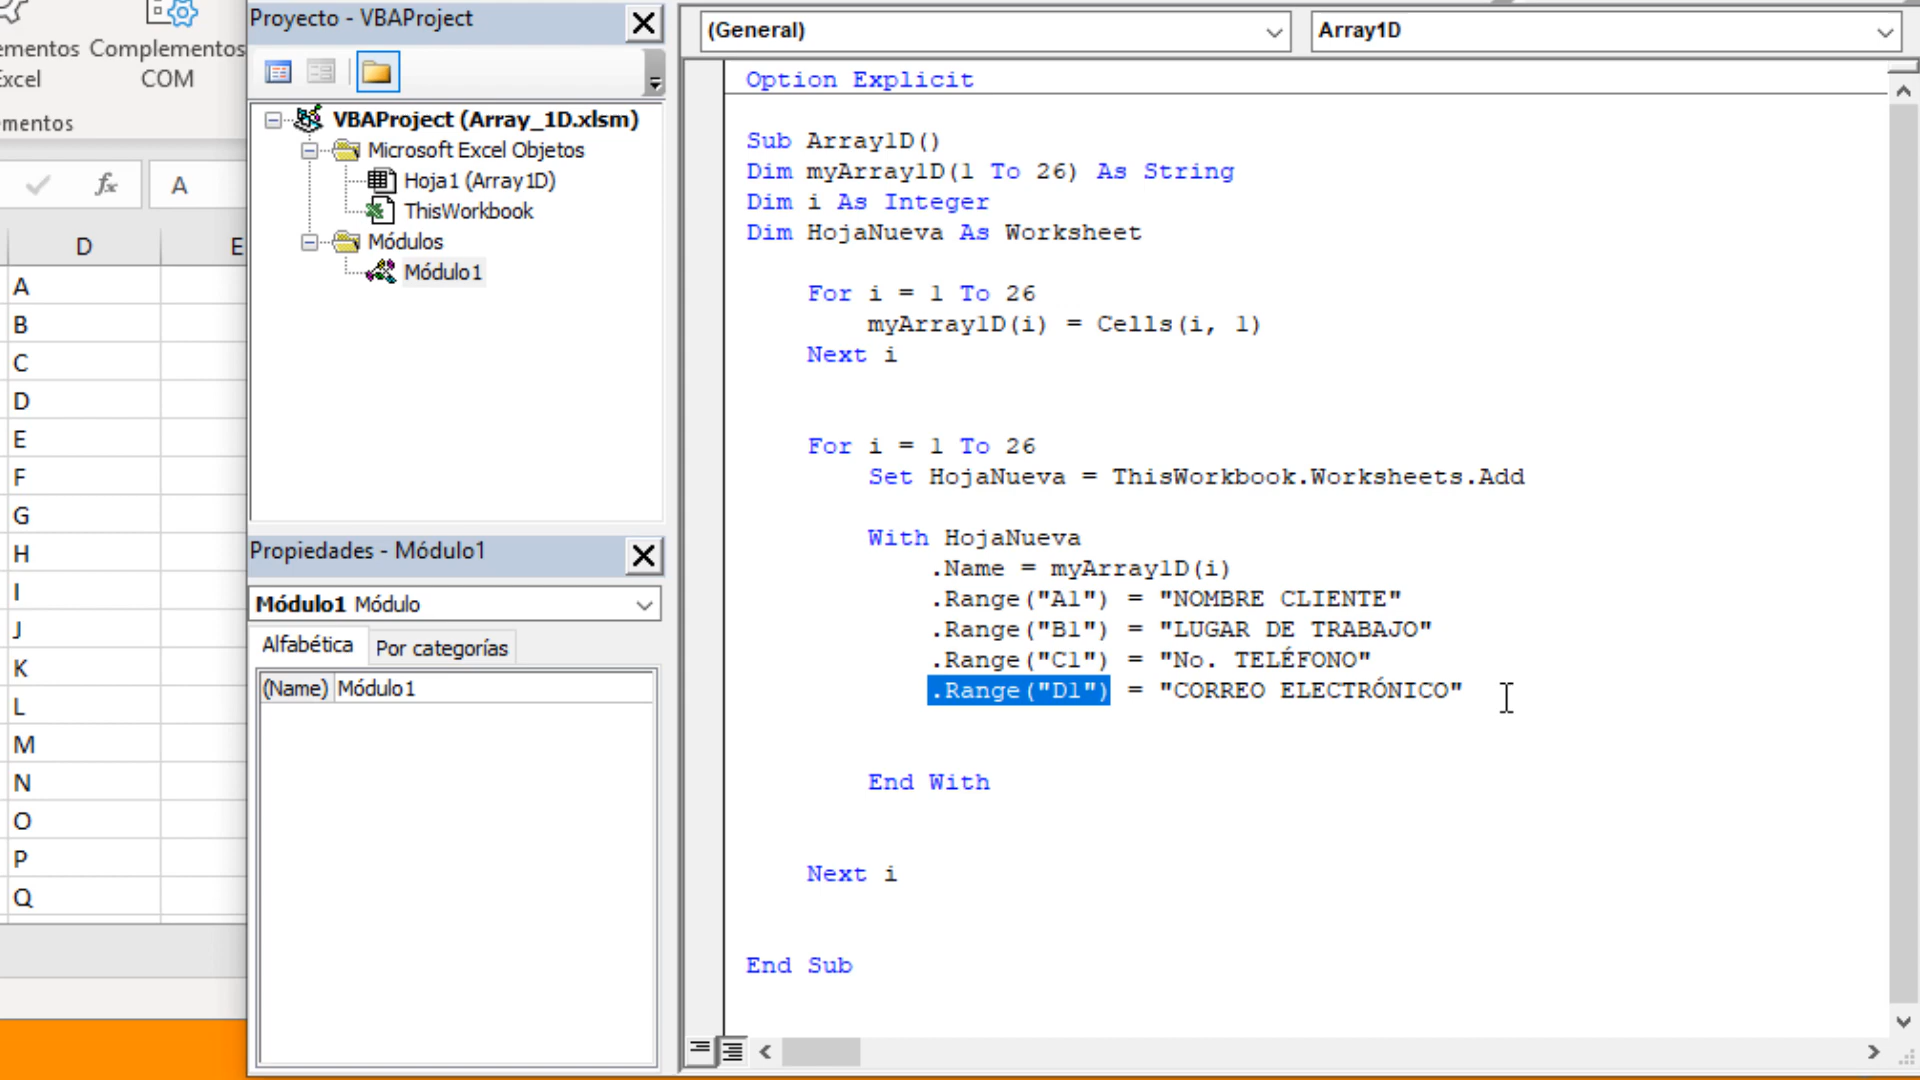 ementos
Excel
Complementos
COM
mentos
fx
A
D
E
A
B
C
D
E
F
G
H
I
J
K
L
M
N
O
P
Q
Proyecto - VBAProject
VBAProject (Array_1D.xlsm)
Microsoft Excel Objetos
Hoja1 (Array1D)
ThisWorkbook
Módulos
Módulo1
Propiedades - Módulo1
Módulo1 Módulo
Alfabética
Por categorías
(Name) Módulo1
(General)
Array1D
Option Explicit
Sub Array1D()
Dim myArray1D(1 To 26) As String
Dim i As Integer
Dim HojaNueva As Worksheet
For i = 1 To 26
myArray1D(i) = Cells(i, 1)
Next i
For i = 1 To 26
Set HojaNueva = ThisWorkbook.Worksheets.Add
With HojaNueva
.Name = myArray1D(i)
.Range("A1") = "NOMBRE CLIENTE"
.Range("B1") = "LUGAR DE TRABAJO"
.Range("C1") = "No. TELÉFONO"
.Range("D1") = "CORREO ELECTRÓNICO"
End With
Next i
End Sub